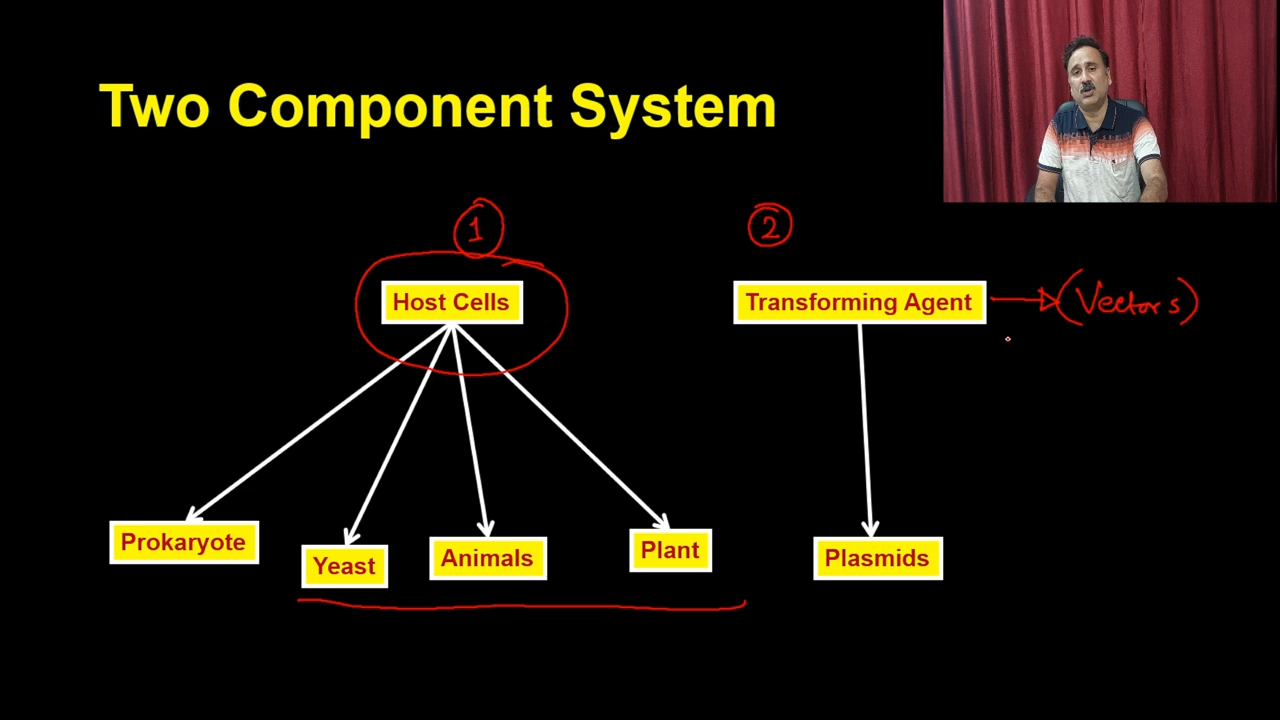 Two Component System
1
2
Host Cells
Transforming Agent
(Vectors)
Prokaryote
Yeast
Animals
Plant
Plasmids